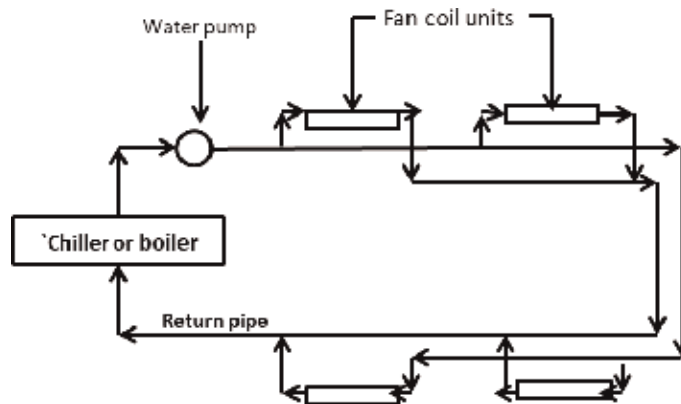 Fan coil units
Water pump
`Chiller or boiler
Return pipe